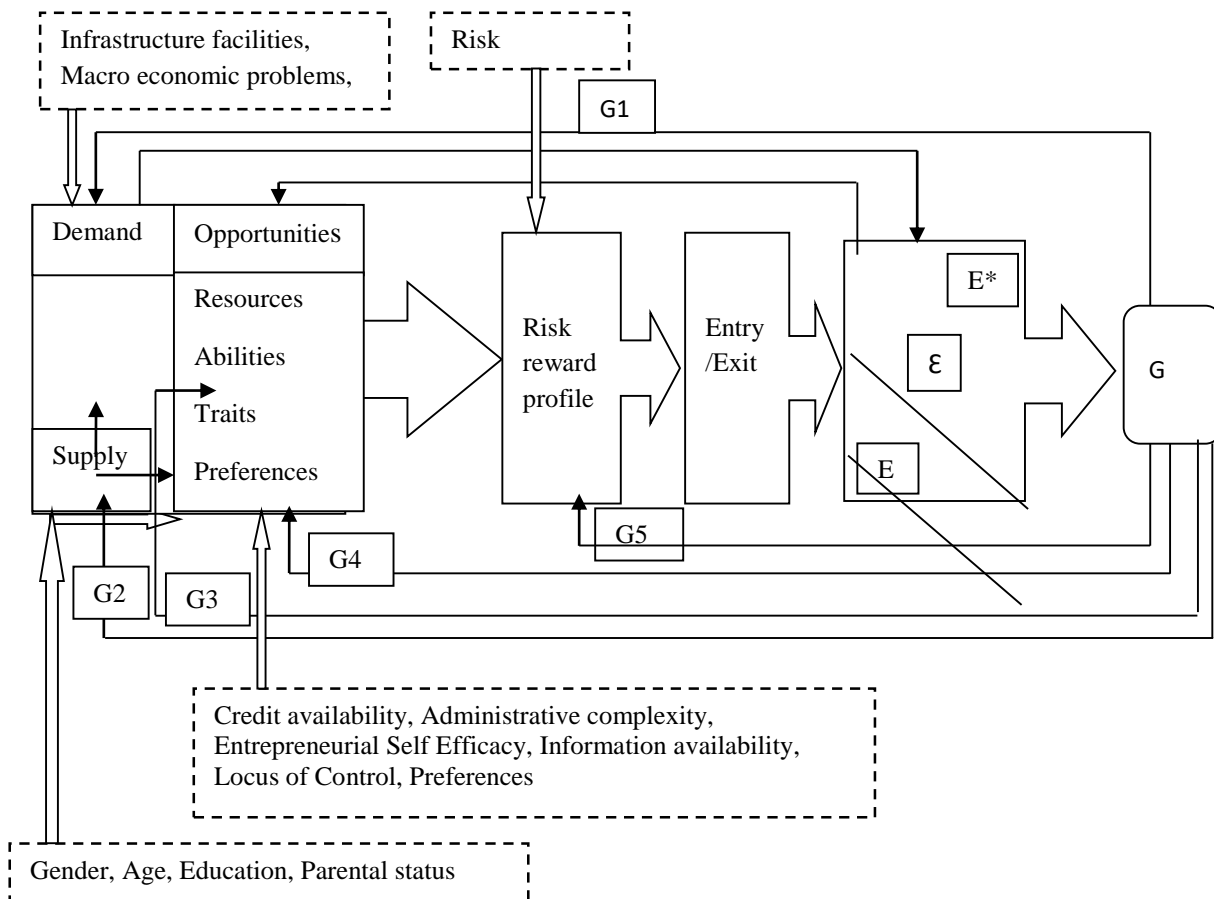 Infrastructure facilities,
Macro economic problems,
Risk
G1
Demand
Opportunities
Resources
Abilities
Traits
Preferences
Supply
Risk
reward
profile
Entry
/Exit
E*
Ɛ
E
G
G5
G4
G2
G3
Credit availability, Administrative complexity,
Entrepreneurial Self Efficacy, Information availability,
Locus of Control, Preferences
Gender, Age, Education, Parental status